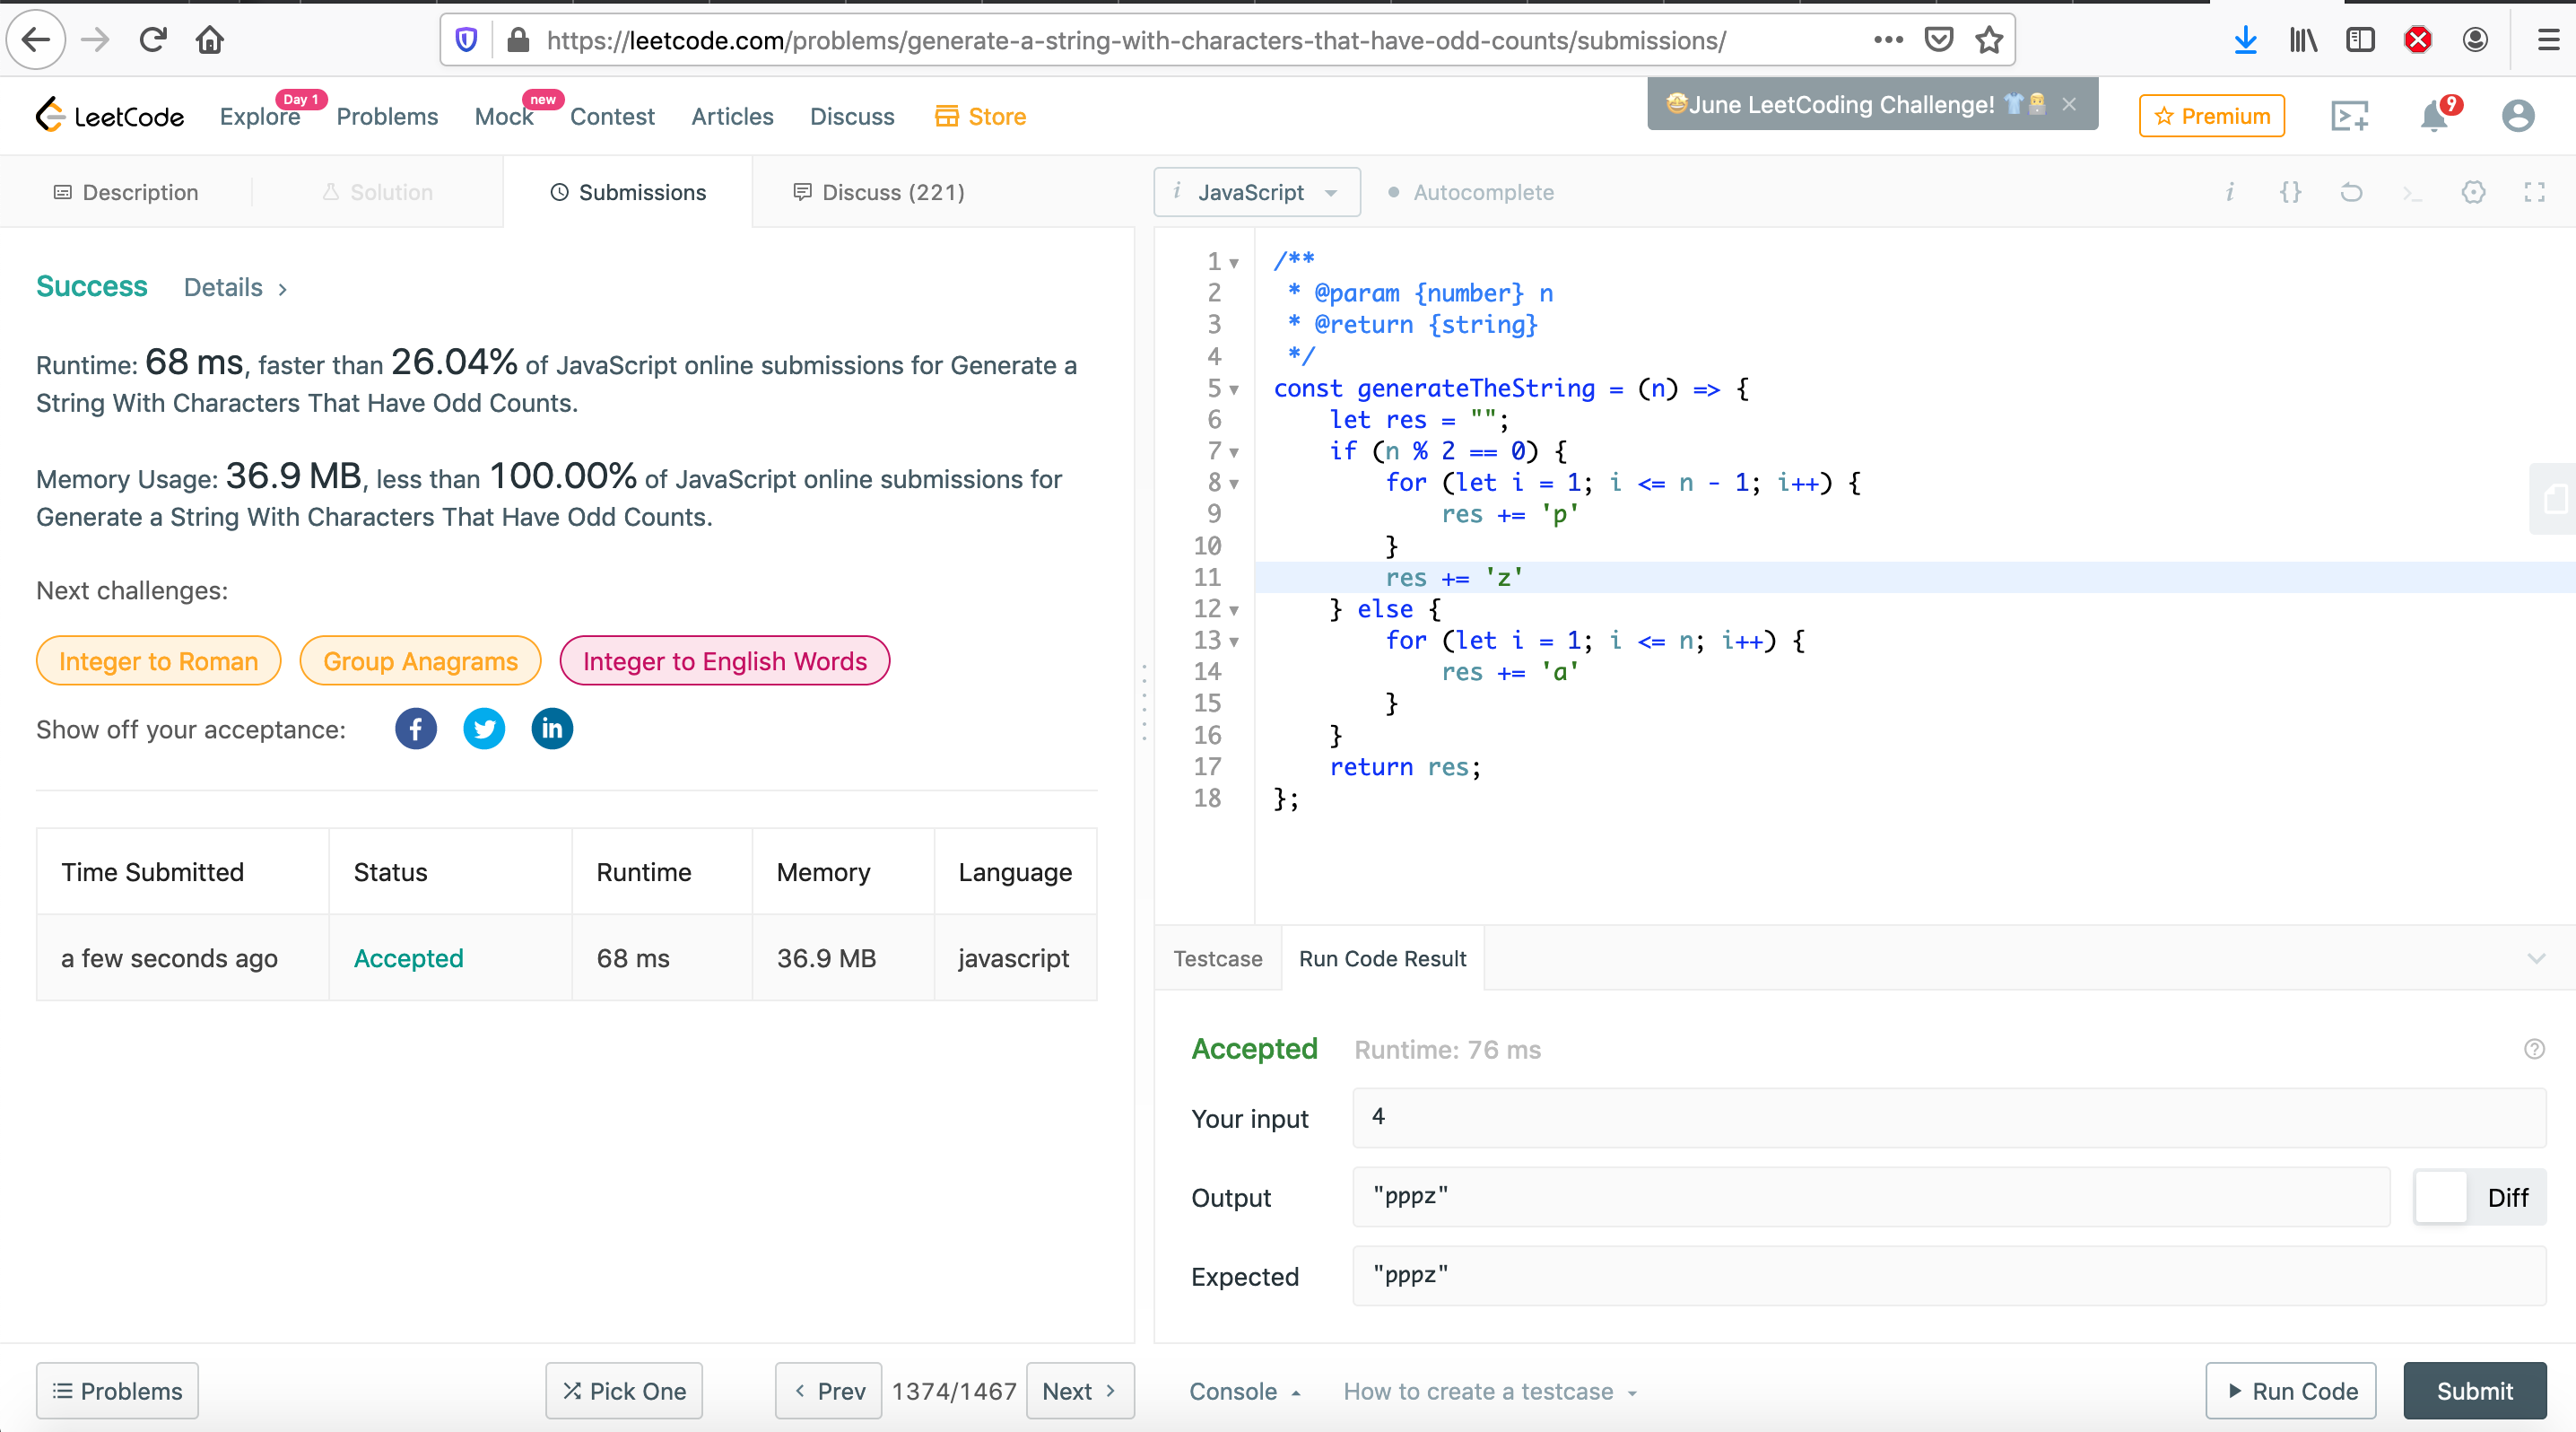 https://leetcode.com/problems/generate-a-string-with-characters-that-have-odd-counts/submissions/
LeetCode
Explore
Day 1
Problems
Mock
new
Contest
Articles
Discuss
Store
🤩June LeetCoding Challenge! 👕👨‍💻 ×
Premium
9
Description
Solution
Submissions
Discuss (221)
i JavaScript
Autocomplete
Success Details >
Runtime: 68 ms, faster than 26.04% of JavaScript online submissions for Generate a
String With Characters That Have Odd Counts.
Memory Usage: 36.9 MB, less than 100.00% of JavaScript online submissions for
Generate a String With Characters That Have Odd Counts.
Next challenges:
Integer to Roman
Group Anagrams
Integer to English Words
Show off your acceptance:
Time Submitted Status Runtime Memory Language
a few seconds ago Accepted 68 ms 36.9 MB javascript
1 /**
2  * @param {number} n
3  * @return {string}
4  */
5 const generateTheString = (n) => {
6     let res = "";
7     if (n % 2 == 0) {
8         for (let i = 1; i <= n - 1; i++) {
9             res += 'p'
10         }
11         res += 'z'
12     } else {
13         for (let i = 1; i <= n; i++) {
14             res += 'a'
15         }
16     }
17     return res;
18 };
Testcase
Run Code Result
Accepted Runtime: 76 ms
Your input 4
Output "pppz"
Diff
Expected "pppz"
Problems
Pick One
Prev
1374/1467
Next
Console
How to create a testcase
Run Code
Submit